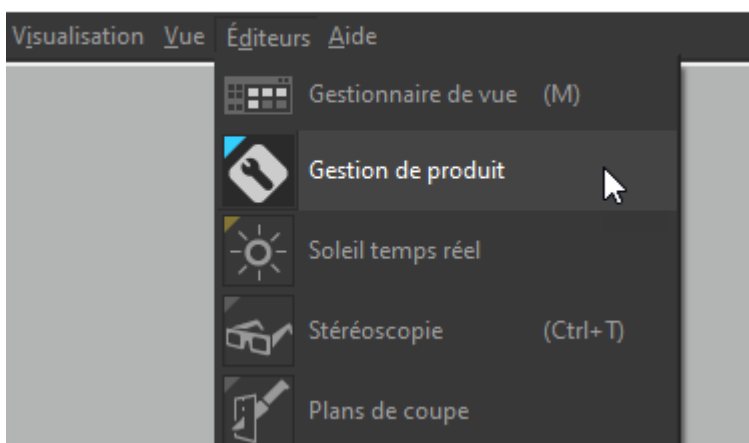 Visualisation Vue Éditeurs Aide
Gestionnaire de vue (M)
Gestion de produit
Soleil temps réel
Stéréoscopie (Ctrl+T)
Plans de coupe